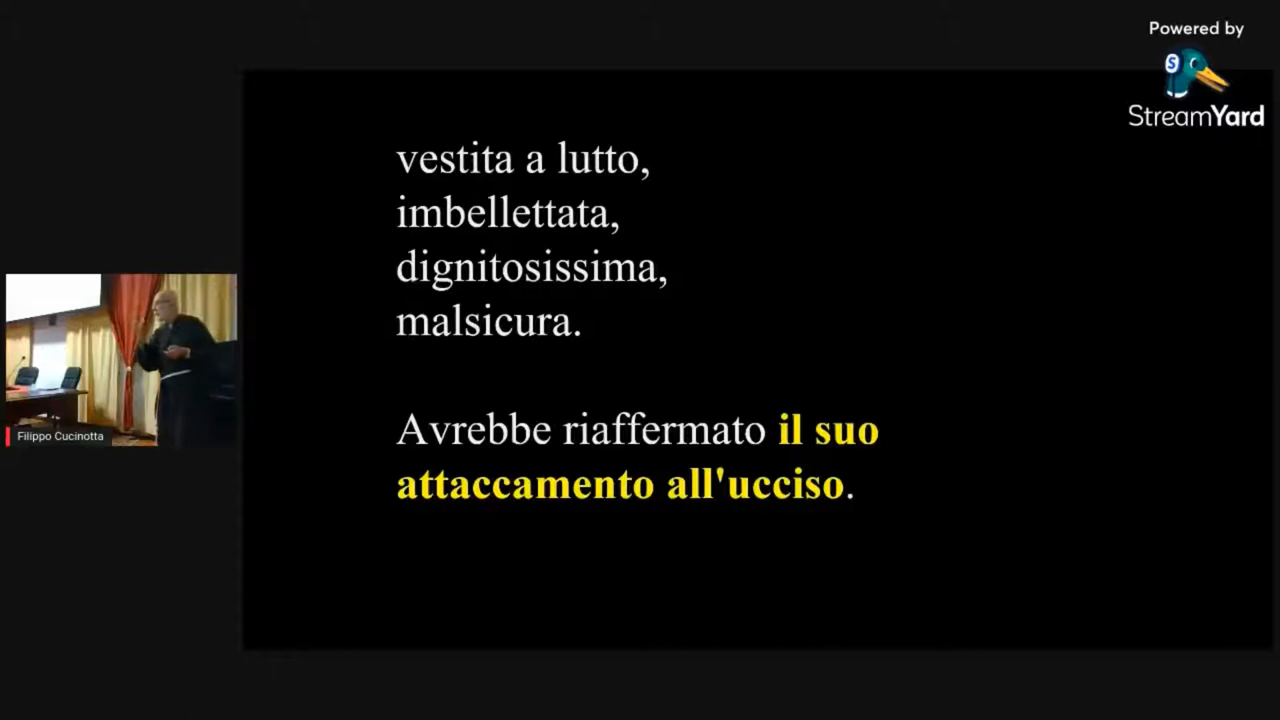 Powered by
StreamYard
vestita a lutto,
imbellettata,
dignitosissima,
malsicura.
Avrebbe riaffermato il suo
attaccamento all'ucciso.
Filippo Cucinotta